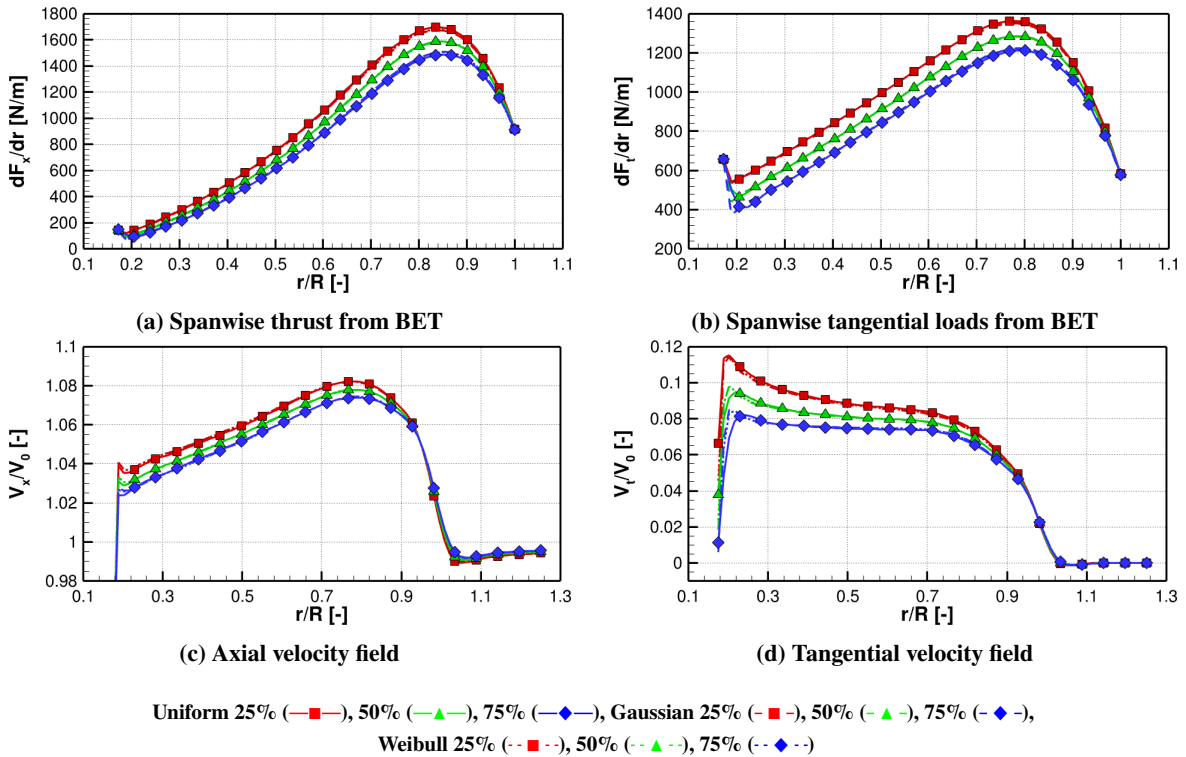 dFx/dr [N/m]
1800
1600
1400
1200
1000
800
600
400
200
0
0.1 0.2 0.3 0.4 0.5 0.6 0.7 0.8 0.9 1 1.1
r/R [-]
(a) Spanwise thrust from BET
dFt/dr [N/m]
1400
1200
1000
800
600
400
200
0.1 0.2 0.3 0.4 0.5 0.6 0.7 0.8 0.9 1 1.1
r/R [-]
(b) Spanwise tangential loads from BET
Vx/V0 [-]
1.1
1.08
1.06
1.04
1.02
1
0.98
0.1 0.3 0.5 0.7 0.9 1.1 1.3
r/R [-]
(c) Axial velocity field
Vt/V0 [-]
0.12
0.1
0.08
0.06
0.04
0.02
0
0.1 0.3 0.5 0.7 0.9 1.1 1.3
r/R [-]
(d) Tangential velocity field
Uniform 25% ( ), 50% ( ), 75% ( ), Gaussian 25% ( ), 50% ( ), 75% ( ),
Weibull 25% ( ), 50% ( ), 75% ( )